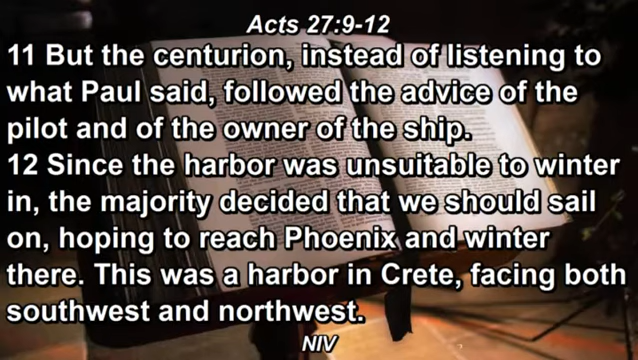 Acts 27:9-12
11 But the centurion, instead of listening to
what Paul said, followed the advice of the
pilot and of the owner of the ship.
12 Since the harbor was unsuitable to winter
in, the majority decided that we should sail
on, hoping to reach Phoenix and winter
there. This was a harbor in Crete, facing both
southwest and northwest.
NIV